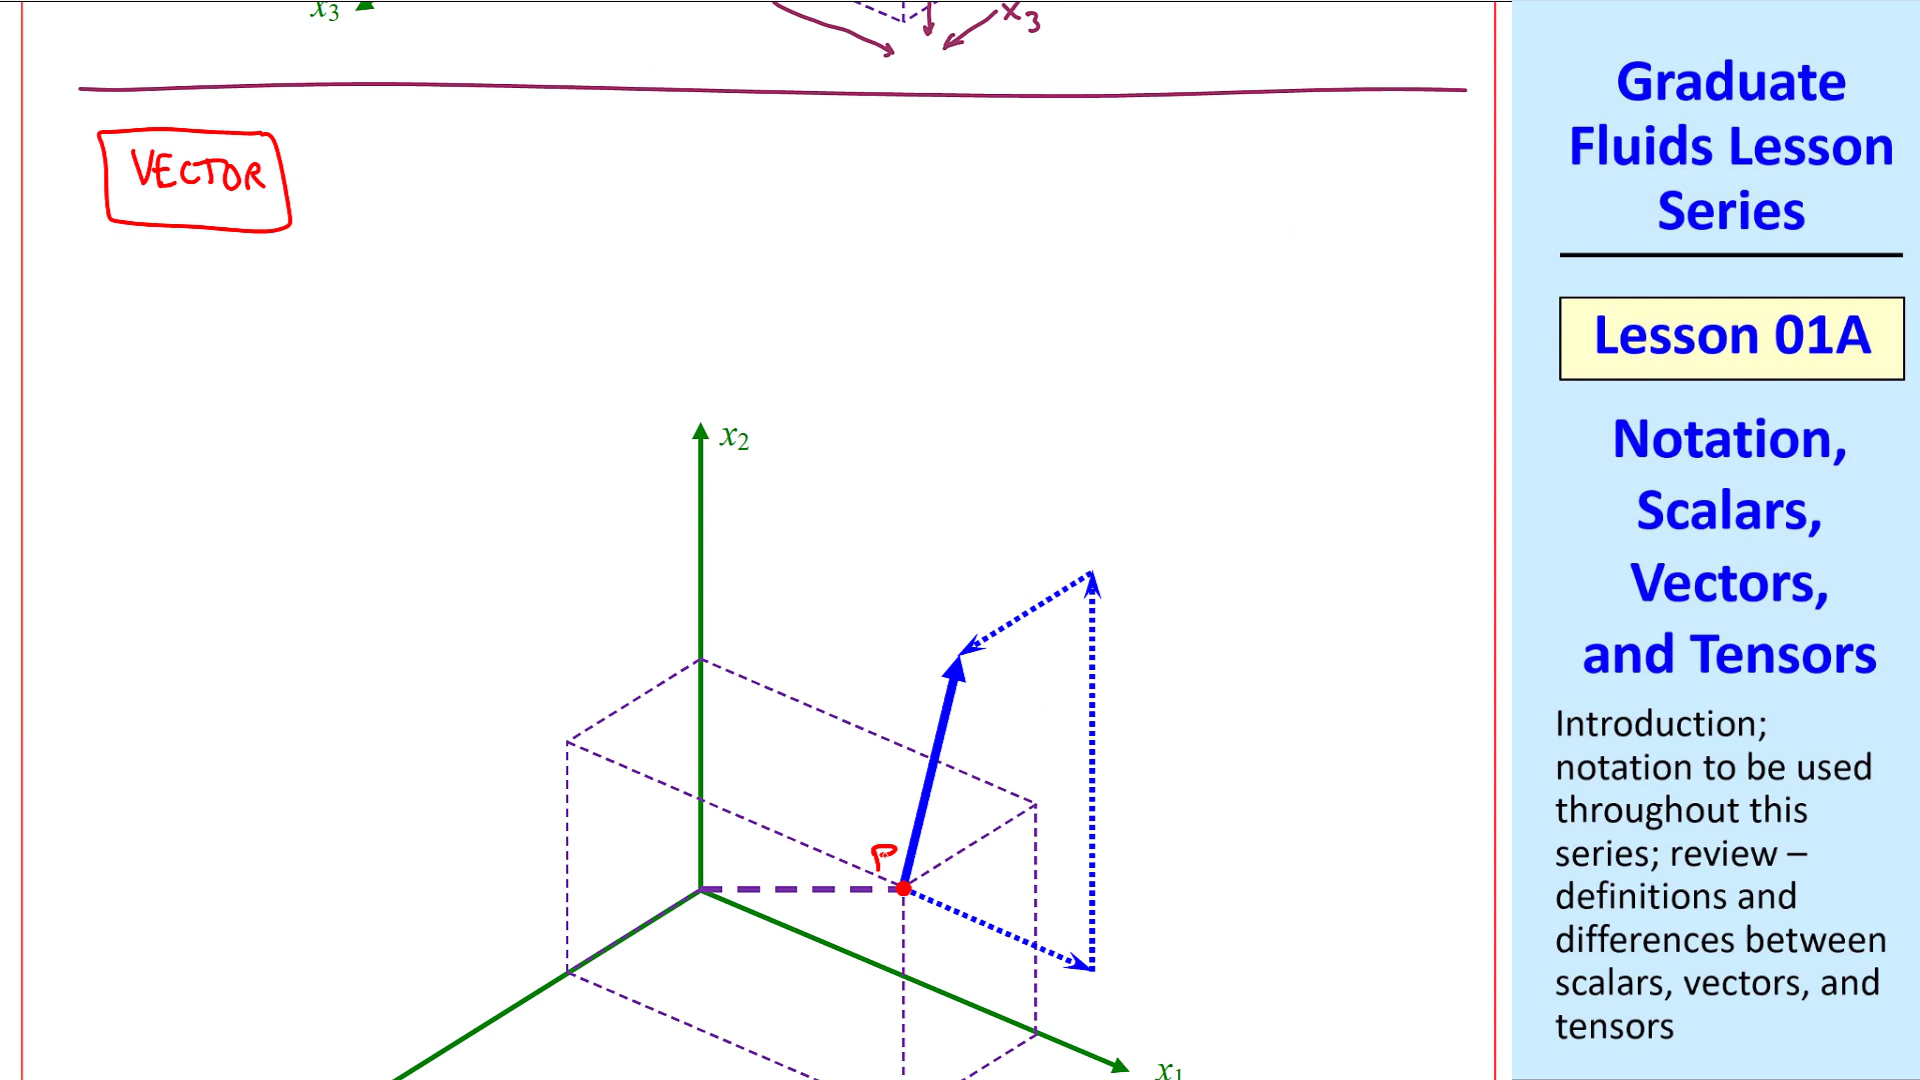 x3
x3
VECTOR
x2
P
x1
Graduate
Fluids Lesson
Series
Lesson 01A
Notation,
Scalars,
Vectors,
and Tensors
Introduction;
notation to be used
throughout this
series; review –
definitions and
differences between
scalars, vectors, and
tensors